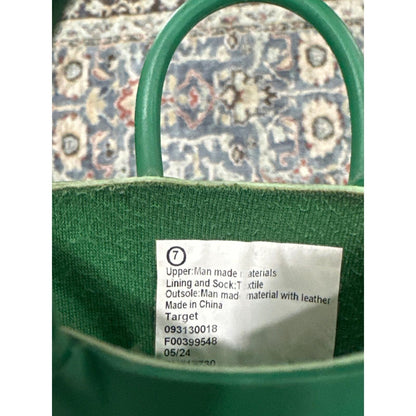 7
Upper:Man made materials
Lining and Sock:Textile
Outsole:Man made material with leather
Made in China
Target
093130018
F00399548
05/24